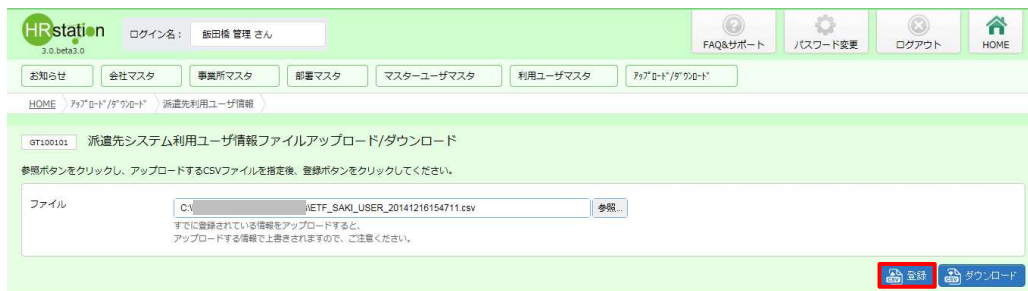 HRstation
3.0.beta3.0
ログイン名： 飯田橋 管理 さん
FAQ&サポート
パスワード変更
ログアウト
HOME
お知らせ 会社マスタ 事業所マスタ 部署マスタ マスターユーザマスタ 利用ユーザマスタ ｱｯﾌﾟﾛｰﾄﾞ/ﾀﾞｳﾝﾛｰﾄﾞ
HOME ｱｯﾌﾟﾛｰﾄﾞ/ﾀﾞｳﾝﾛｰﾄﾞ 派遣先利用ユーザ情報
GT100101 派遣先システム利用ユーザ情報ファイルアップロード/ダウンロード
参照ボタンをクリックし、アップロードするCSVファイルを指定後、登録ボタンをクリックしてください。
ファイル C:\ \ETF_SAKI_USER_20141216154711.csv 参照...
すでに登録されている情報をアップロードすると、
アップロードする情報で上書きされますので、ご注意ください。
CSV 登録 CSV ダウンロード